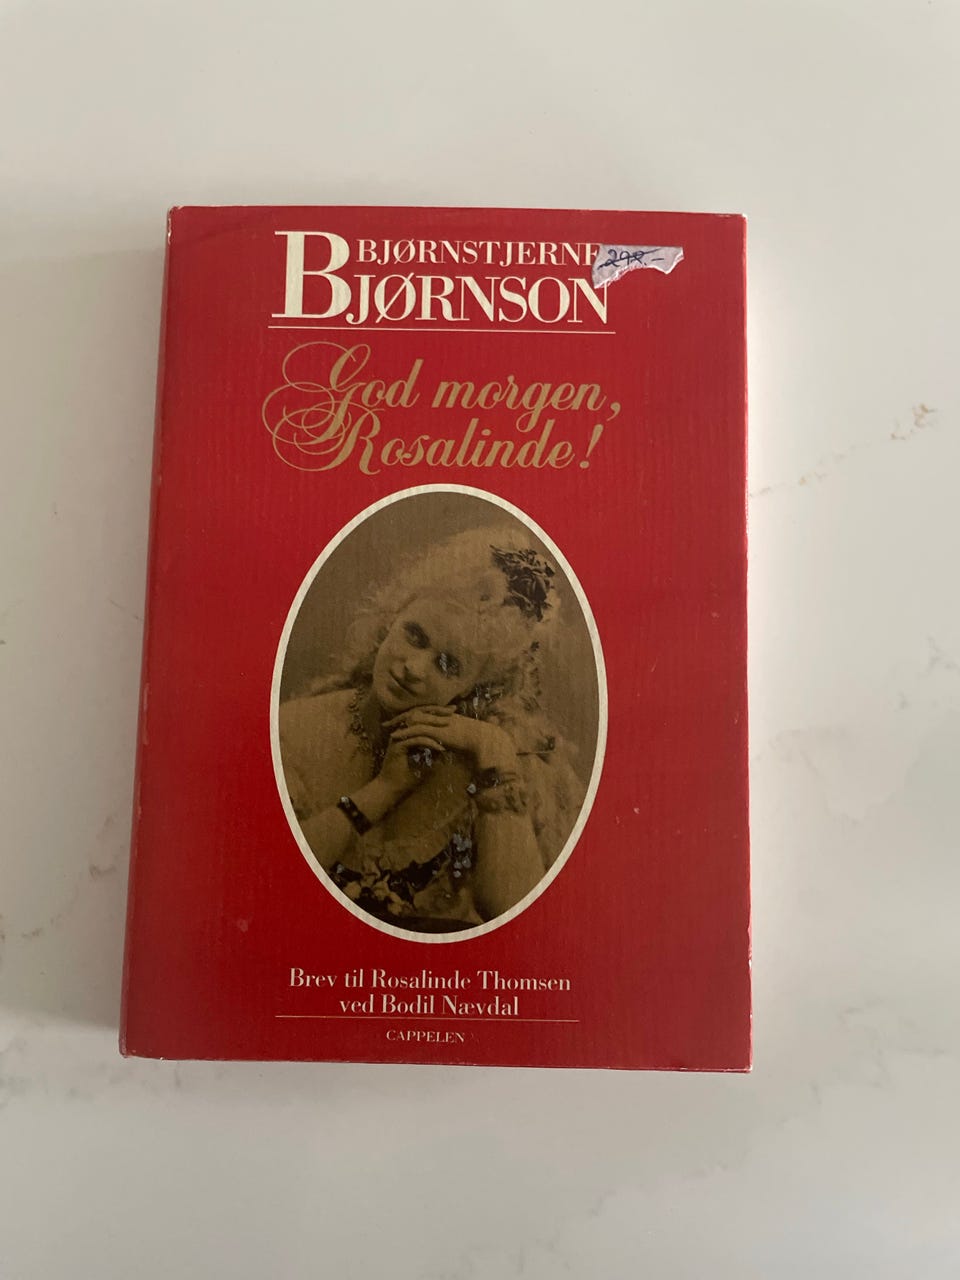 BJØRNSTJERNE
BJØRNSON
God morgen,
Rosalinde!
Brev til Rosalinde Thomsen
ved Bodil Nævdal
CAPPELEN